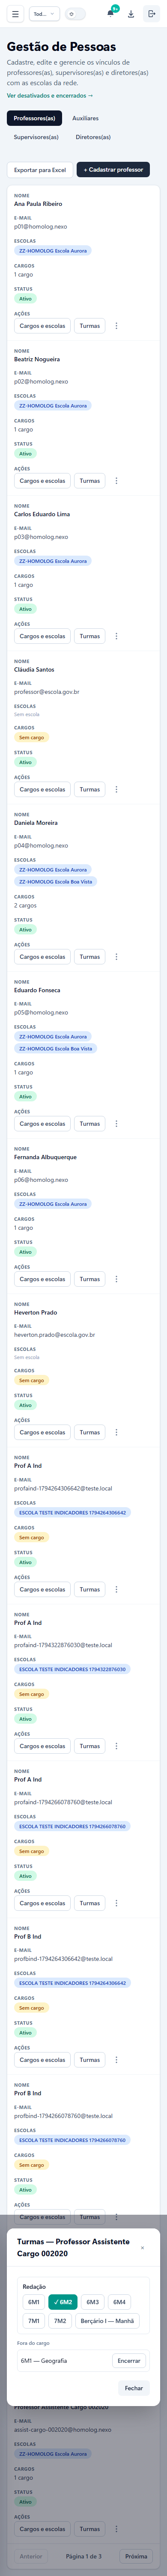 Tod...
9+
Gestão de Pessoas
Cadastre, edite e gerencie os vínculos de
professores(as), supervisores(as) e diretores(as)
com as escolas da rede.
Ver desativados e encerrados →
Professores(as)
Auxiliares
Supervisores(as)
Diretores(as)
Exportar para Excel
+ Cadastrar professor
NOME
Ana Paula Ribeiro
E-MAIL
p01@homolog.nexo
ESCOLAS
ZZ-HOMOLOG Escola Aurora
CARGOS
1 cargo
STATUS
Ativo
AÇÕES
Cargos e escolas
Turmas
NOME
Beatriz Nogueira
E-MAIL
p02@homolog.nexo
ESCOLAS
ZZ-HOMOLOG Escola Aurora
CARGOS
1 cargo
STATUS
Ativo
AÇÕES
Cargos e escolas
Turmas
NOME
Carlos Eduardo Lima
E-MAIL
p03@homolog.nexo
ESCOLAS
ZZ-HOMOLOG Escola Aurora
CARGOS
1 cargo
STATUS
Ativo
AÇÕES
Cargos e escolas
Turmas
NOME
Cláudia Santos
E-MAIL
professor@escola.gov.br
ESCOLAS
Sem escola
CARGOS
Sem cargo
STATUS
Ativo
AÇÕES
Cargos e escolas
Turmas
NOME
Daniela Moreira
E-MAIL
p04@homolog.nexo
ESCOLAS
ZZ-HOMOLOG Escola Aurora
ZZ-HOMOLOG Escola Boa Vista
CARGOS
2 cargos
STATUS
Ativo
AÇÕES
Cargos e escolas
Turmas
NOME
Eduardo Fonseca
E-MAIL
p05@homolog.nexo
ESCOLAS
ZZ-HOMOLOG Escola Aurora
ZZ-HOMOLOG Escola Boa Vista
CARGOS
1 cargo
STATUS
Ativo
AÇÕES
Cargos e escolas
Turmas
NOME
Fernanda Albuquerque
E-MAIL
p06@homolog.nexo
ESCOLAS
ZZ-HOMOLOG Escola Aurora
CARGOS
1 cargo
STATUS
Ativo
AÇÕES
Cargos e escolas
Turmas
NOME
Heverton Prado
E-MAIL
heverton.prado@escola.gov.br
ESCOLAS
Sem escola
CARGOS
Sem cargo
STATUS
Ativo
AÇÕES
Cargos e escolas
Turmas
NOME
Prof A Ind
E-MAIL
profaind-1794264306642@teste.local
ESCOLAS
ESCOLA TESTE INDICADORES 1794264306642
CARGOS
Sem cargo
STATUS
Ativo
AÇÕES
Cargos e escolas
Turmas
NOME
Prof A Ind
E-MAIL
profaind-1794322876030@teste.local
ESCOLAS
ESCOLA TESTE INDICADORES 1794322876030
CARGOS
Sem cargo
STATUS
Ativo
AÇÕES
Cargos e escolas
Turmas
NOME
Prof A Ind
E-MAIL
profaind-1794266078760@teste.local
ESCOLAS
ESCOLA TESTE INDICADORES 1794266078760
CARGOS
Sem cargo
STATUS
Ativo
AÇÕES
Cargos e escolas
Turmas
NOME
Prof B Ind
E-MAIL
profbind-1794264306642@teste.local
ESCOLAS
ESCOLA TESTE INDICADORES 1794264306642
CARGOS
Sem cargo
STATUS
Ativo
AÇÕES
Cargos e escolas
Turmas
NOME
Prof B Ind
E-MAIL
profbind-1794266078760@teste.local
ESCOLAS
ESCOLA TESTE INDICADORES 1794266078760
CARGOS
Sem cargo
STATUS
Ativo
AÇÕES
Cargos e escolas
Turmas
Turmas — Professor Assistente
Cargo 002020
×
Redação
6M1
✓ 6M2
6M3
6M4
7M1
7M2
Berçário I — Manhã
Fora do cargo
6M1 — Geografia
Encerrar
Fechar
Professor Assistente Cargo 002020
E-MAIL
assist-cargo-002020@homolog.nexo
ESCOLAS
ZZ-HOMOLOG Escola Aurora
CARGOS
1 cargo
STATUS
Ativo
AÇÕES
Cargos e escolas
Turmas
Anterior
Página 1 de 3
Próxima